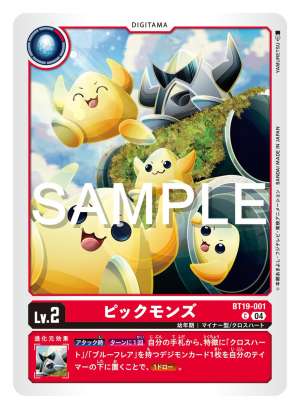 DIGITAMA
YABUKETSU
BANDAI MADE IN JAPAN
SAMPLE
ピックモンズ
BT19-001
Lv.2
C 04
幼年期｜マイナー型/クロスハート
進化元効果
アタック時 ターンに1回 自分の手札から、特徴に「クロスハート」/「ブルーフレア」を持つデジモンカード1枚を自分のテイマーの下に置くことで、1ドロー。